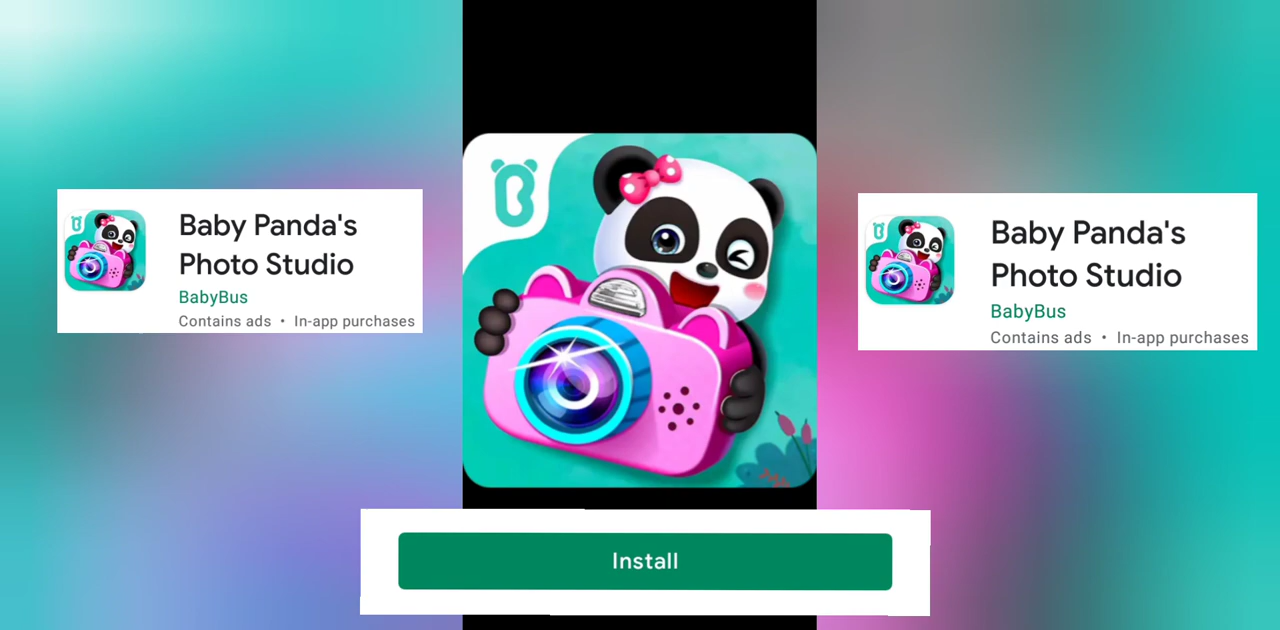 Baby Panda's
Photo Studio
BabyBus
Contains ads • In-app purchases
B
Baby Panda's
Photo Studio
BabyBus
Contains ads • In-app purchases
Install